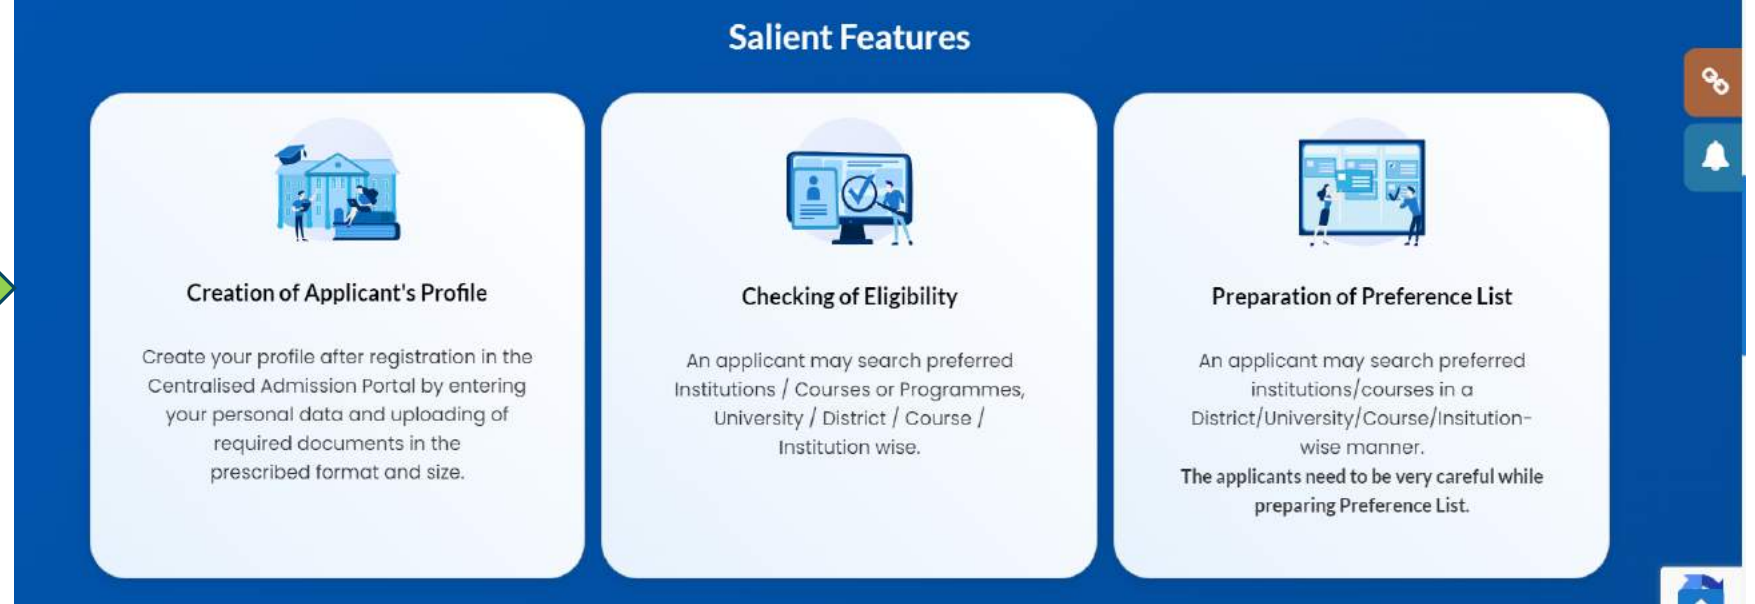 Salient Features
Creation of Applicant's Profile
Create your profile after registration in the
Centralised Admission Portal by entering
your personal data and uploading of
required documents in the
prescribed format and size.
Checking of Eligibility
An applicant may search preferred
Institutions / Courses or Programmes,
University / District / Course /
Institution wise.
Preparation of Preference List
An applicant may search preferred
institutions/courses in a
District/University/Course/Insitution-
wise manner.
The applicants need to be very careful while
preparing Preference List.